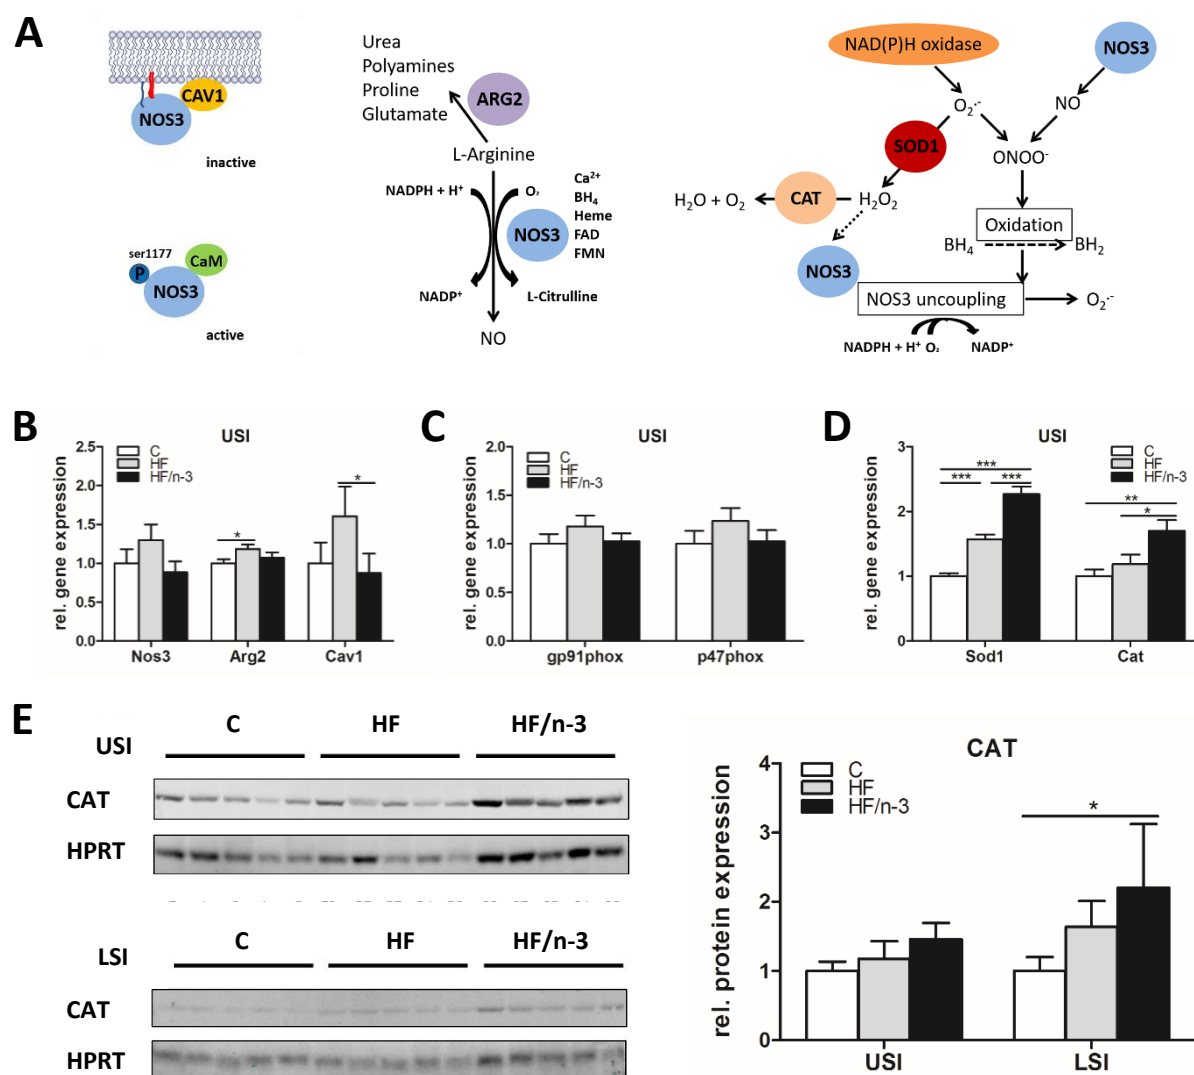 A
NOS3
CAV1
inactive
ser1177
P
NOS3
CaM
active
Urea
Polyamines
Proline
Glutamate
ARG2
L-Arginine
NADPH + H⁺
O₂
Ca²⁺
BH₄
Heme
FAD
FMN
NOS3
NADP⁺
L-Citrulline
NO
NAD(P)H oxidase
NOS3
O₂·⁻
NO
SOD1
ONOO⁻
H₂O + O₂
CAT
H₂O₂
Oxidation
BH₄
BH₂
NOS3
NOS3 uncoupling
O₂·⁻
NADPH + H⁺ O₂
NADP⁺
B
USI
C
HF
HF/n-3
rel. gene expression
2.5
2.0
1.5
1.0
0.5
0.0
*
*
Nos3
Arg2
Cav1
C
USI
C
HF
HF/n-3
rel. gene expression
2.0
1.5
1.0
0.5
0.0
gp91phox
p47phox
D
USI
C
HF
HF/n-3
rel. gene expression
3
2
1
0
***
*** ***
**
*
Sod1
Cat
E
USI
C
HF
HF/n-3
CAT
HPRT
LSI
C
HF
HF/n-3
CAT
HPRT
CAT
C
HF
HF/n-3
rel. protein expression
4
3
2
1
0
*
USI
LSI